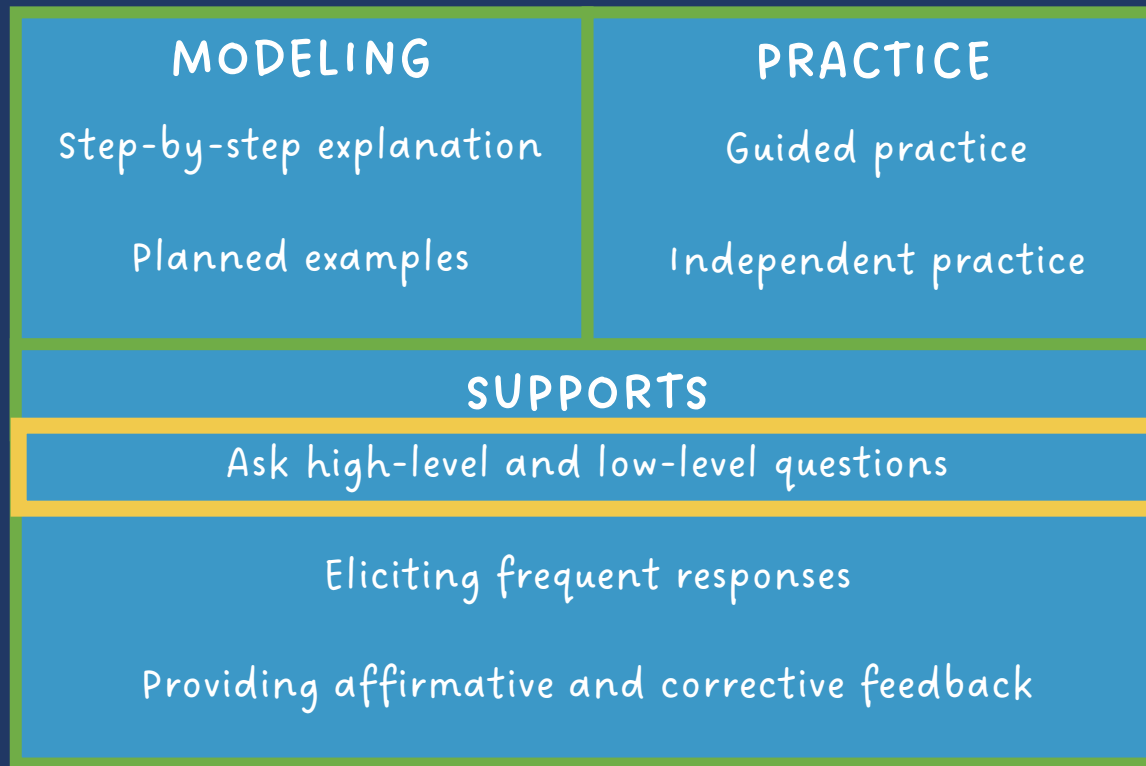 MODELING
Step-by-step explanation
Planned examples
PRACTICE
Guided practice
Independent practice
SUPPORTS
Ask high-level and low-level questions
Eliciting frequent responses
Providing affirmative and corrective feedback